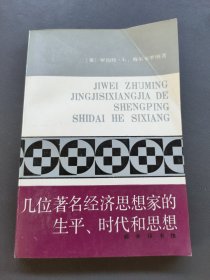 JIWEI ZHUMING
JINGJISIXIANGJIA DE
SHENGPING
SHIDAI HE SIXIANG
几位著名经济思想家的
生平、时代和思想